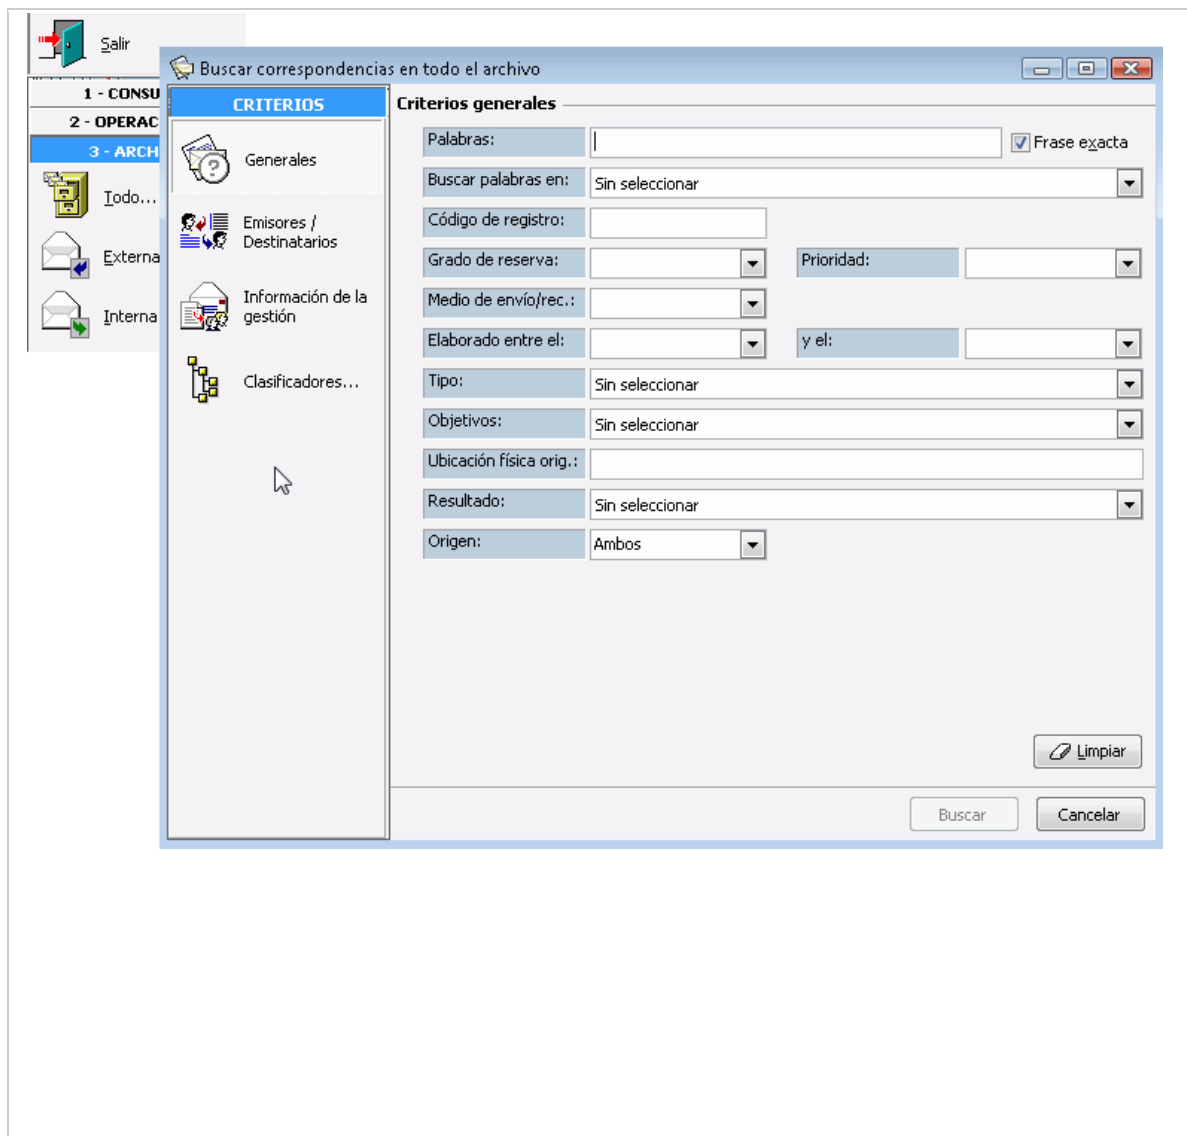 Salir
Buscar correspondencias en todo el archivo
1 - CONSU
2 - OPERAC
3 - ARCH
Todo...
Externa
Interna
CRITERIOS
Generales
Emisores /
Destinatarios
Información de la
gestión
Clasificadores...
Criterios generales
Palabras:
Frase exacta
Buscar palabras en: Sin seleccionar
Código de registro:
Grado de reserva: Prioridad:
Medio de envío/rec.:
Elaborado entre el: y el:
Tipo: Sin seleccionar
Objetivos: Sin seleccionar
Ubicación física orig.:
Resultado: Sin seleccionar
Origen: Ambos
Limpiar
Buscar Cancelar